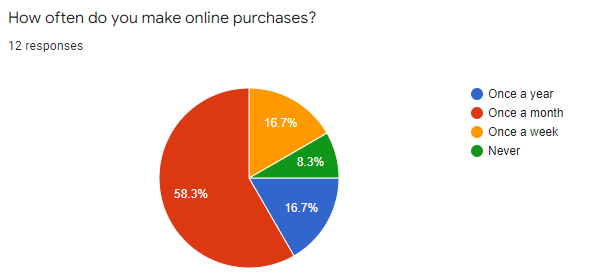 How often do you make online purchases?
12 responses
Once a year
Once a month
Once a week
Never
16.7%
8.3%
58.3%
16.7%